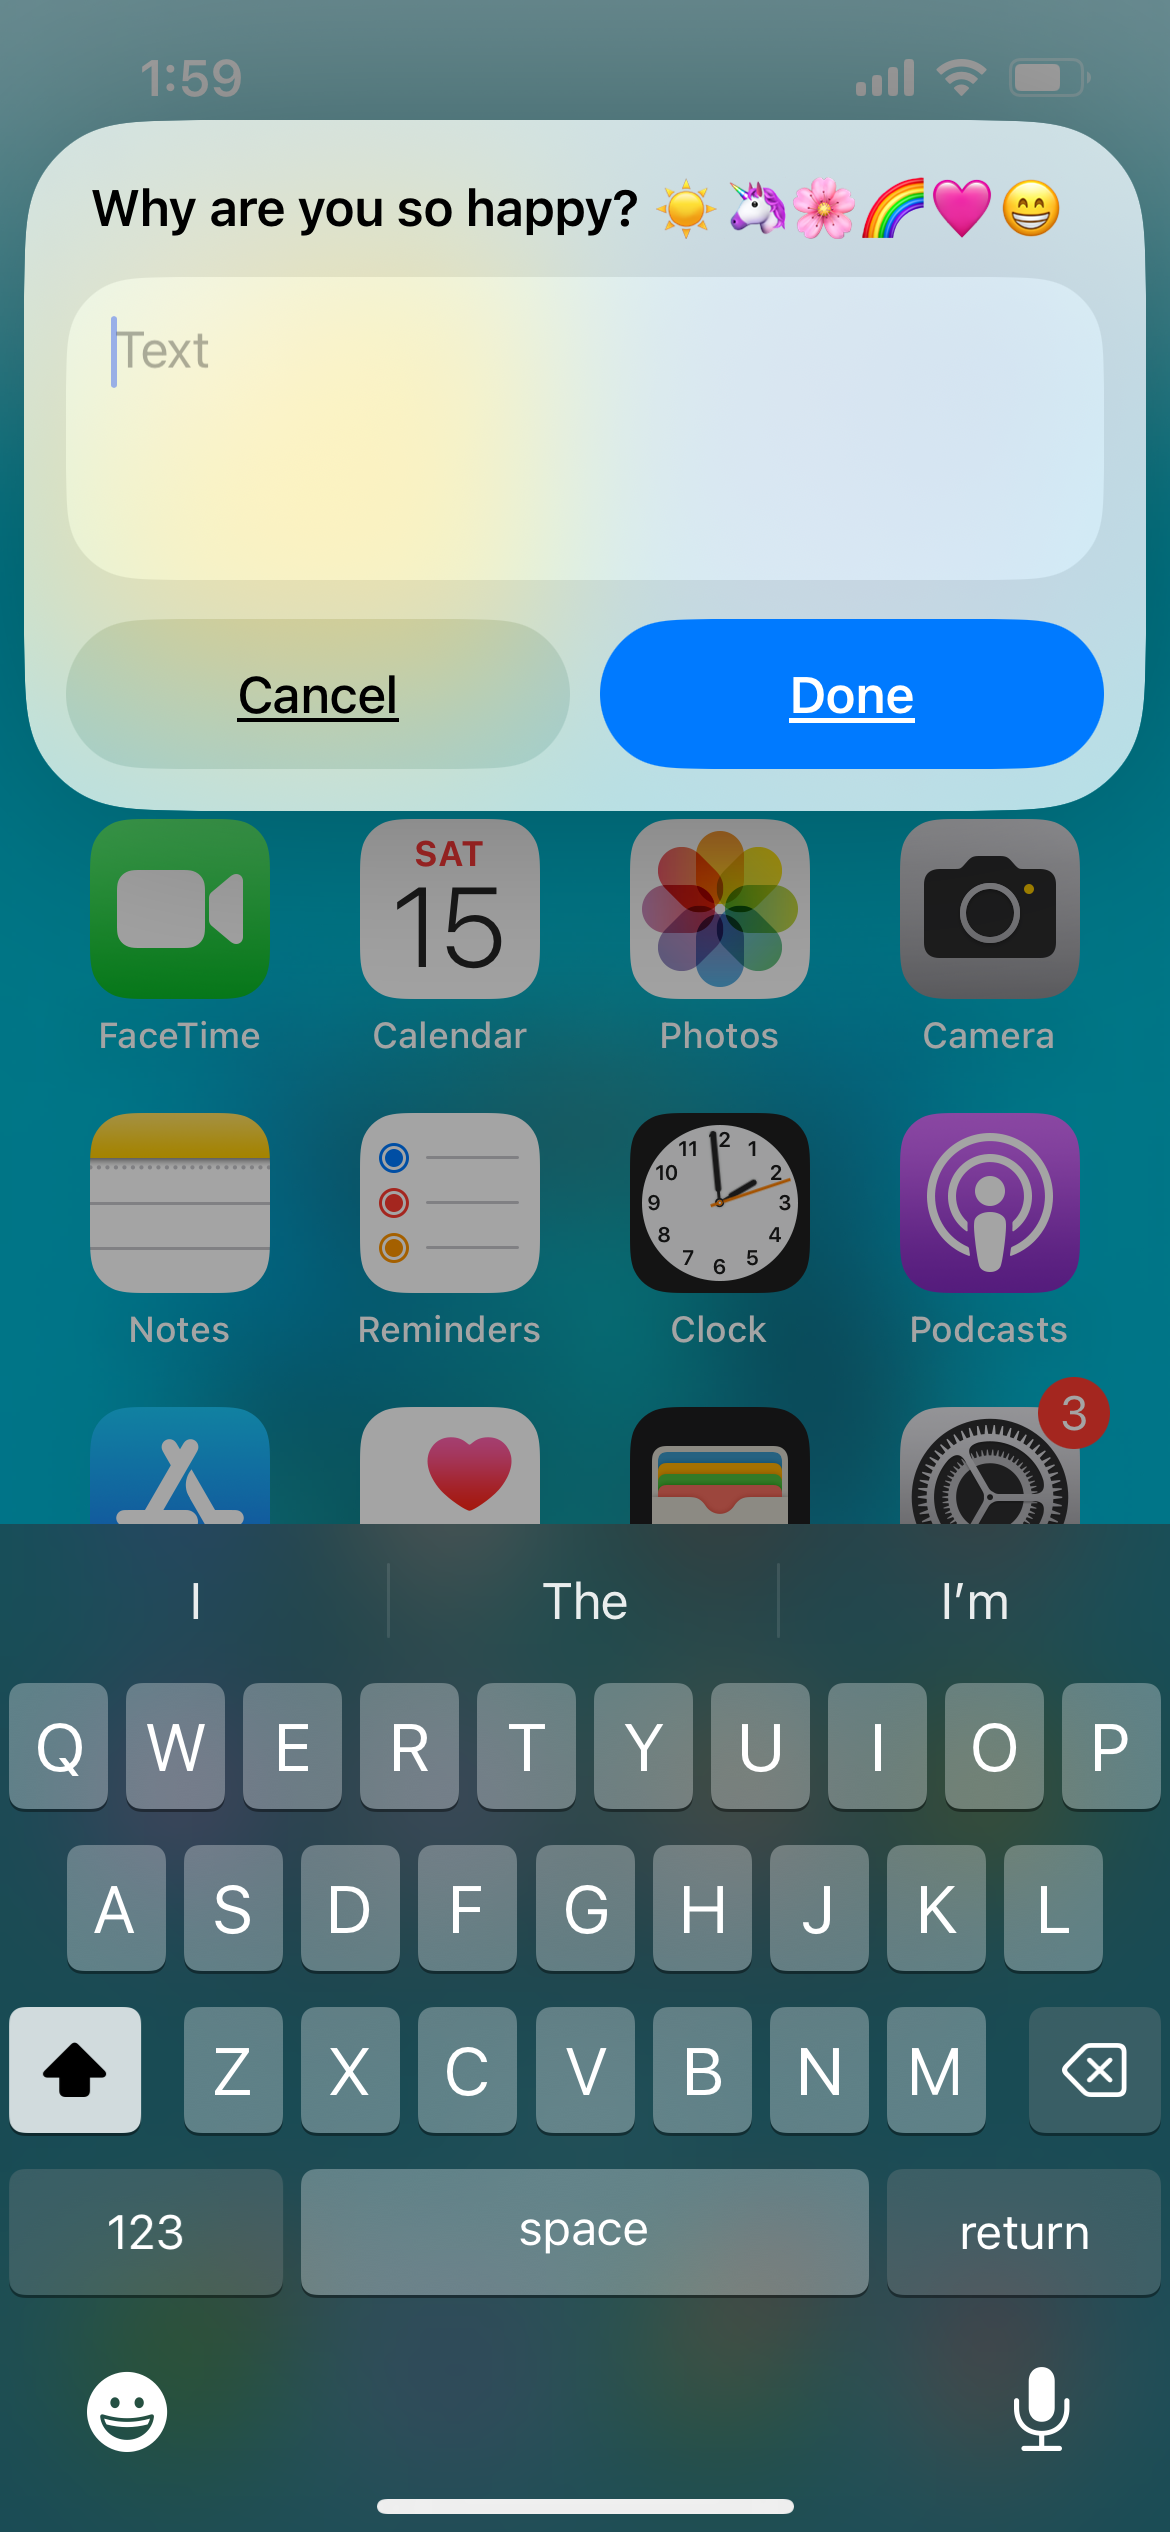 1:59
Why are you so happy? ☀️🦄🌸🌈🩷😁
Text
Cancel Done
SAT
15
FaceTime Calendar Photos Camera
11 12 1
10 2
9 3
8 4
7 6 5
Notes Reminders Clock Podcasts
3
I The I’m
Q W E R T Y U I O P
A S D F G H J K L
Z X C V B N M
123 space return